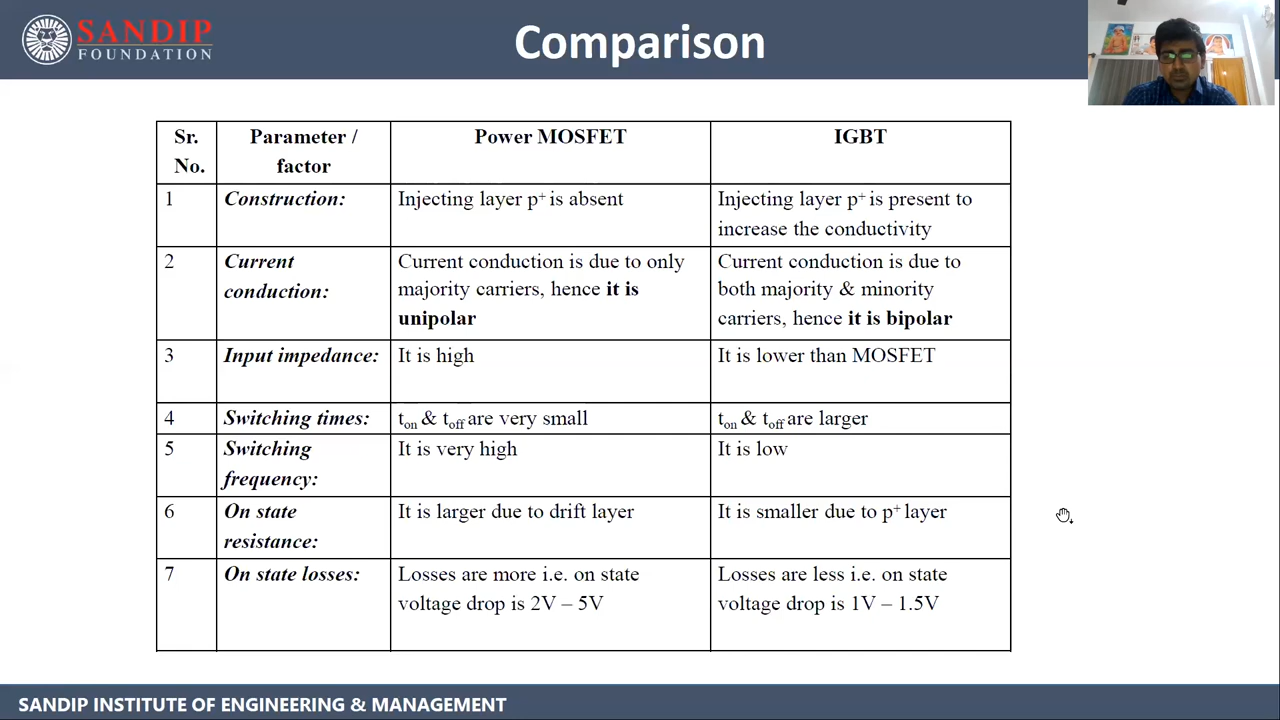 SANDIP
FOUNDATION
Comparison
Sr.
No.
Parameter /
factor
Power MOSFET
IGBT
1
Construction:
Injecting layer p⁺ is absent
Injecting layer p⁺ is present to
increase the conductivity
2
Current
conduction:
Current conduction is due to only
majority carriers, hence it is
unipolar
Current conduction is due to
both majority & minority
carriers, hence it is bipolar
3
Input impedance:
It is high
It is lower than MOSFET
4
Switching times:
ton & toff are very small
ton & toff are larger
5
Switching
frequency:
It is very high
It is low
6
On state
resistance:
It is larger due to drift layer
It is smaller due to p⁺ layer
7
On state losses:
Losses are more i.e. on state
voltage drop is 2V – 5V
Losses are less i.e. on state
voltage drop is 1V – 1.5V
SANDIP INSTITUTE OF ENGINEERING & MANAGEMENT